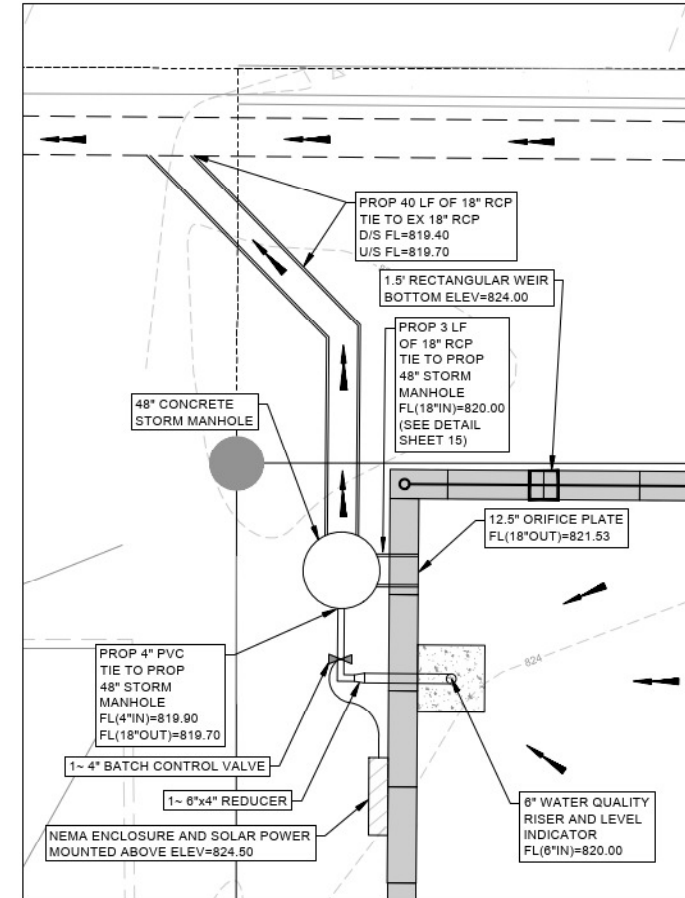 PROP 40 LF OF 18" RCP
TIE TO EX 18" RCP
D/S FL=819.40
U/S FL=819.70
1.5' RECTANGULAR WEIR
BOTTOM ELEV=824.00
PROP 3 LF
OF 18" RCP
TIE TO PROP
48" STORM
MANHOLE
FL(18"IN)=820.00
(SEE DETAIL
SHEET 15)
48" CONCRETE
STORM MANHOLE
12.5" ORIFICE PLATE
FL(18"OUT)=821.53
824
PROP 4" PVC
TIE TO PROP
48" STORM
MANHOLE
FL(4"IN)=819.90
FL(18"OUT)=819.70
1~ 4" BATCH CONTROL VALVE
1~ 6"x4" REDUCER
NEMA ENCLOSURE AND SOLAR POWER
MOUNTED ABOVE ELEV=824.50
6" WATER QUALITY
RISER AND LEVEL
INDICATOR
FL(6"IN)=820.00